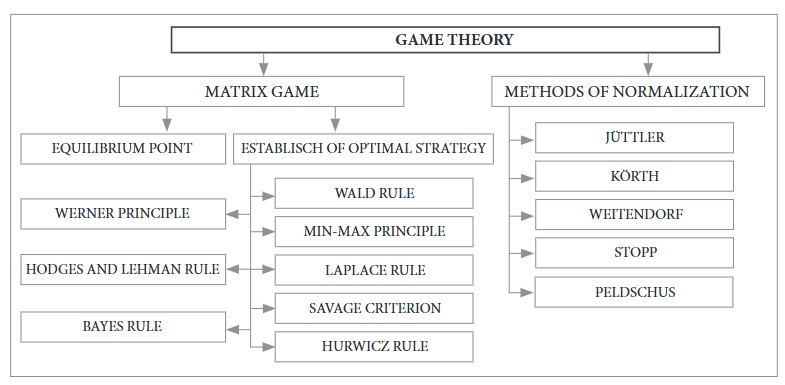 GAME THEORY
MATRIX GAME
METHODS OF NORMALIZATION
EQUILIBRIUM POINT
ESTABLISCH OF OPTIMAL STRATEGY
WERNER PRINCIPLE
HODGES AND LEHMAN RULE
BAYES RULE
WALD RULE
MIN-MAX PRINCIPLE
LAPLACE RULE
SAVAGE CRITERION
HURWICZ RULE
JÜTTLER
KÖRTH
WEITENDORF
STOPP
PELDSCHUS